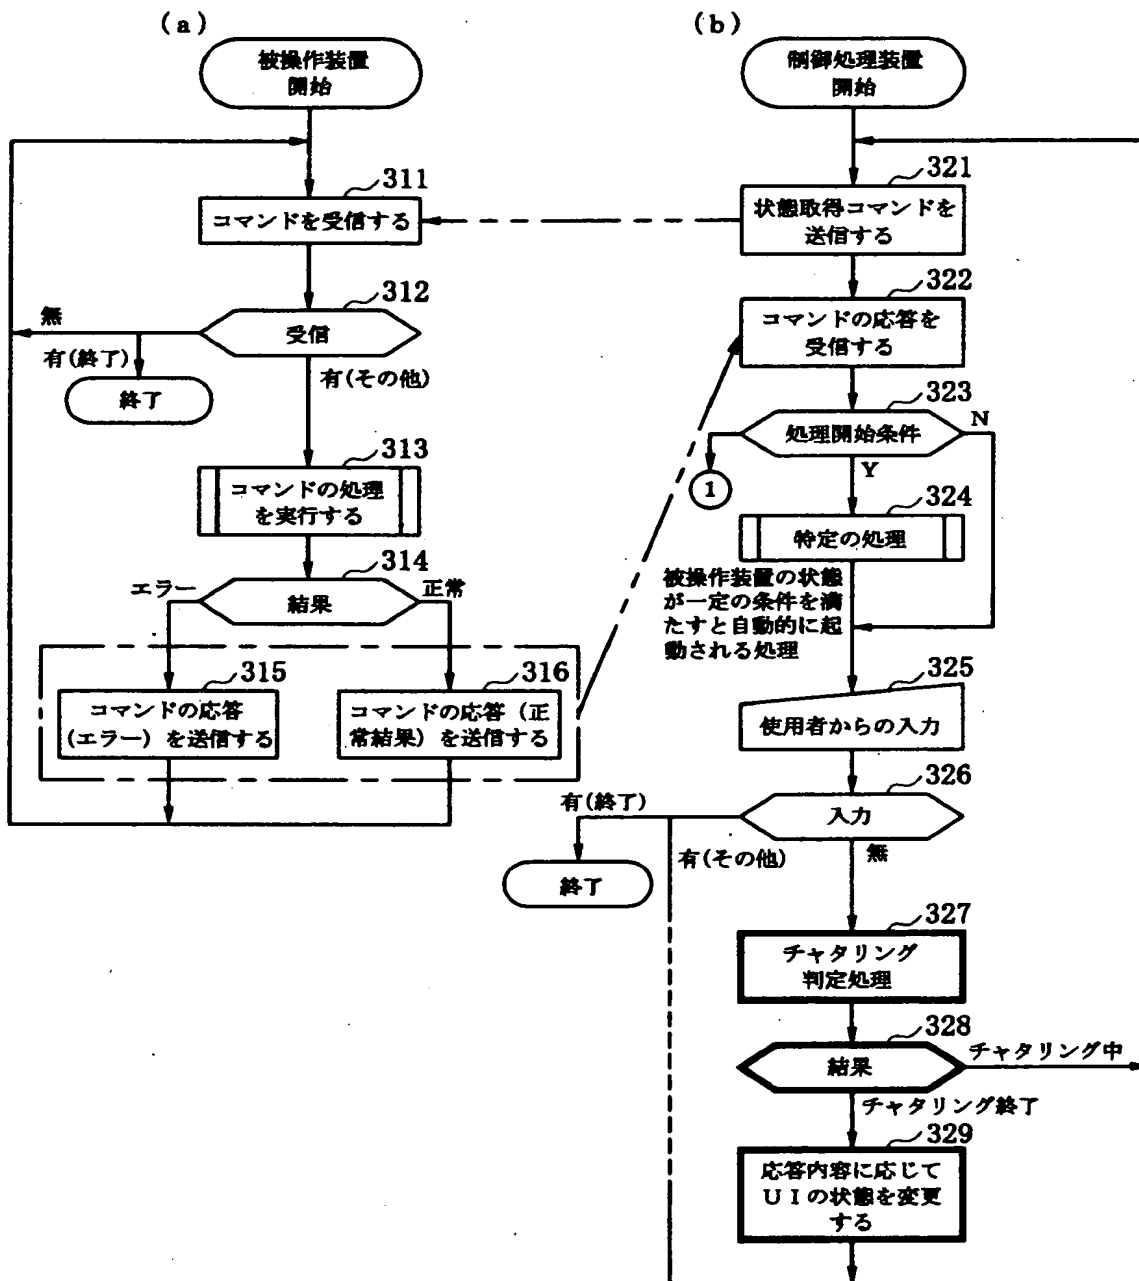 (a)
被操作装置
開始
311
コマンドを受信する
312
受信
無
有(終了)
終了
有(その他)
313
コマンドの処理
を実行する
314
エラー
結果
正常
315
コマンドの応答
(エラー)を送信する
316
コマンドの応答(正
常結果)を送信する
(b)
制御処理装置
開始
321
状態取得コマンドを
送信する
322
コマンドの応答を
受信する
323
処理開始条件
N
Y
1
324
特定の処理
被操作装置の状態
が一定の条件を満
たすと自動的に起
動される処理
325
使用者からの入力
326
入力
有(終了)
終了
有(その他)
無
327
チャタリング
判定処理
328
結果
チャタリング中
チャタリング終了
329
応答内容に応じて
UIの状態を変更
する